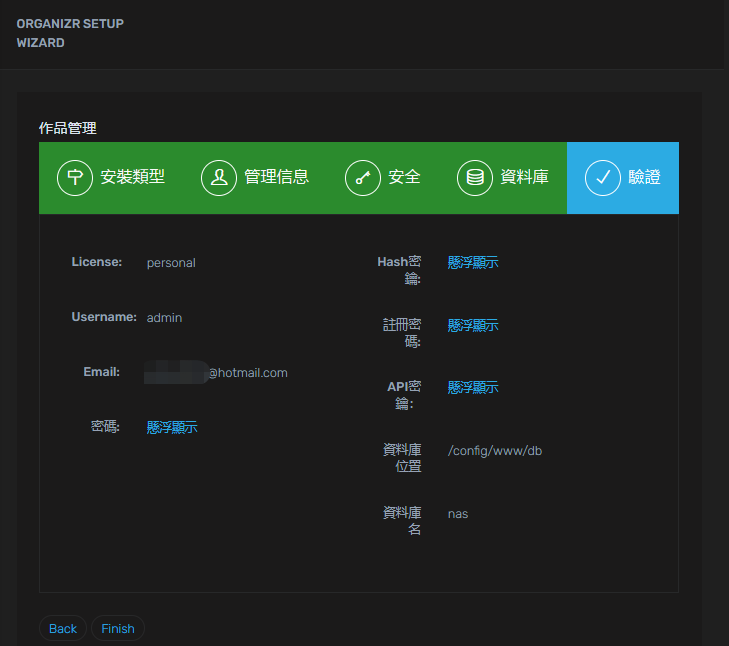 ORGANIZR SETUP
WIZARD
作品管理
安裝類型
管理信息
安全
資料庫
驗證
License: personal
Username: admin
Email: @hotmail.com
密碼: 懸浮顯示
Hash密
鑰: 懸浮顯示
註冊密
碼: 懸浮顯示
API密
鑰: 懸浮顯示
資料庫
位置 /config/www/db
資料庫
名 nas
Back
Finish